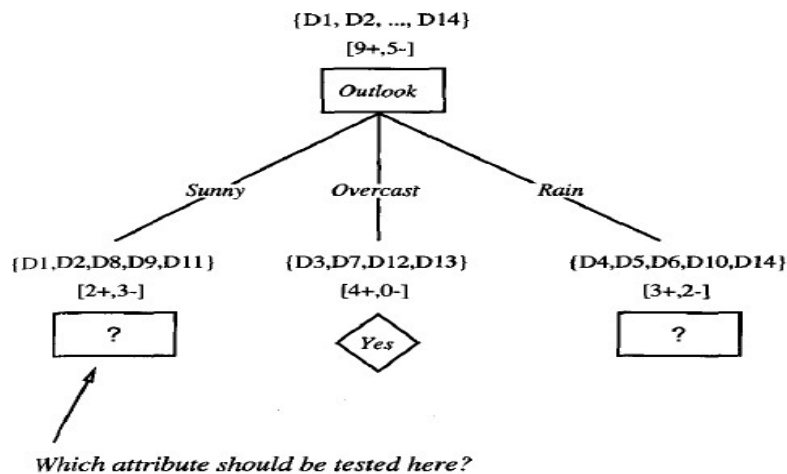 {D1, D2, ..., D14}
[9+,5-]
Outlook
Sunny Overcast Rain
{D1,D2,D8,D9,D11} {D3,D7,D12,D13} {D4,D5,D6,D10,D14}
[2+,3-] [4+,0-] [3+,2-]
? Yes ?
Which attribute should be tested here?